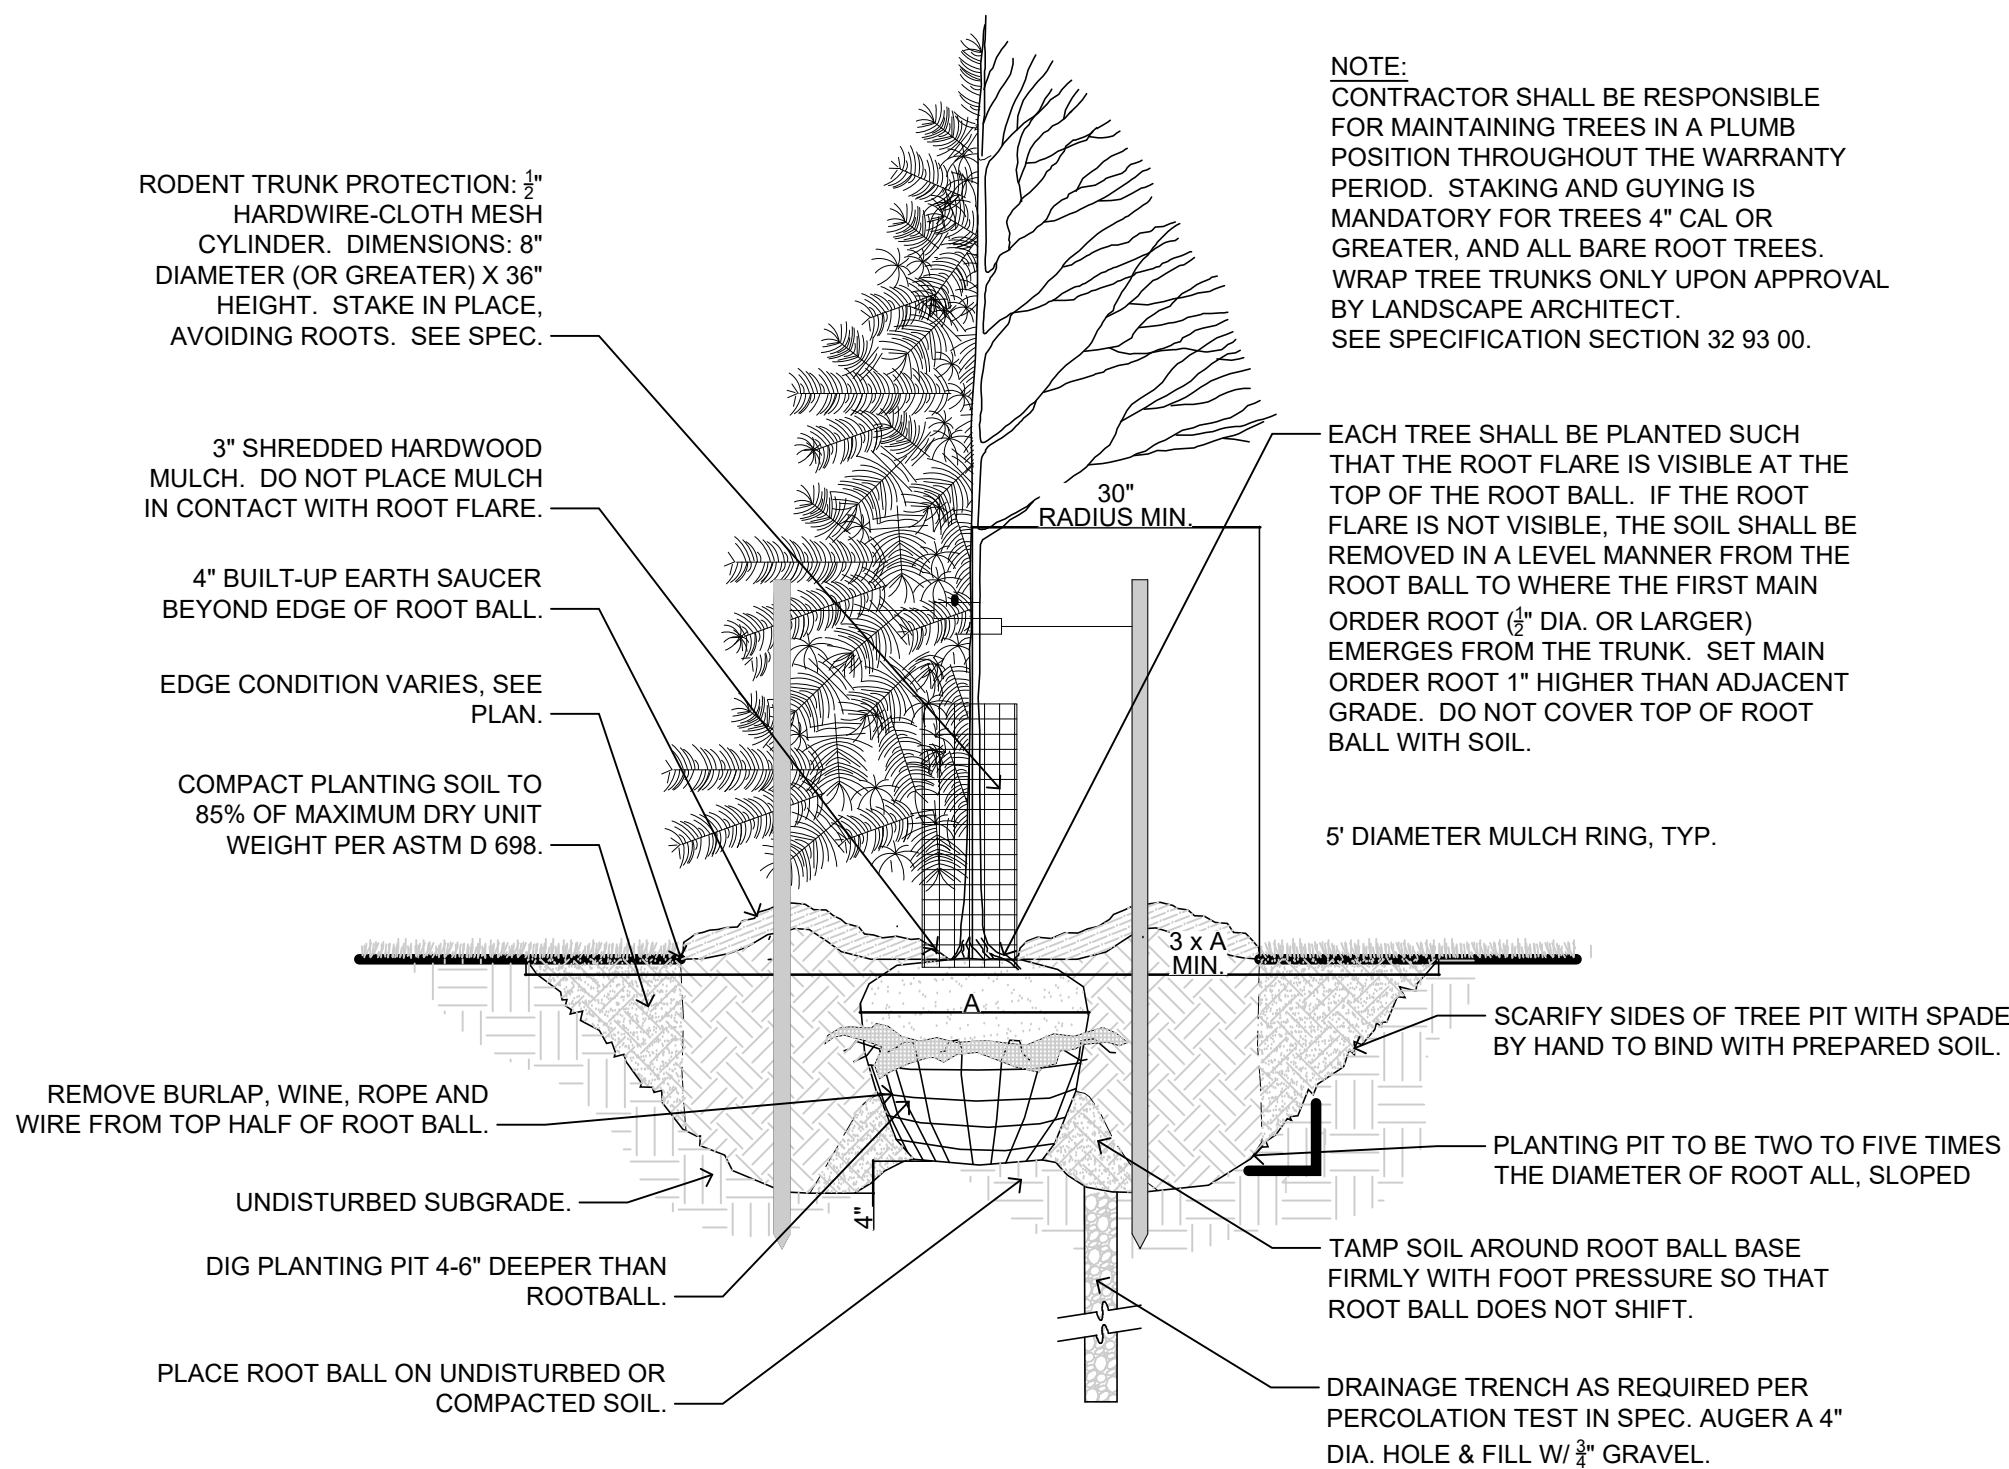 NOTE:
CONTRACTOR SHALL BE RESPONSIBLE
FOR MAINTAINING TREES IN A PLUMB
POSITION THROUGHOUT THE WARRANTY
PERIOD.  STAKING AND GUYING IS
MANDATORY FOR TREES 4" CAL OR
GREATER, AND ALL BARE ROOT TREES.
WRAP TREE TRUNKS ONLY UPON APPROVAL
BY LANDSCAPE ARCHITECT.
SEE SPECIFICATION SECTION 32 93 00.
RODENT TRUNK PROTECTION: 1/2"
HARDWIRE-CLOTH MESH
CYLINDER.  DIMENSIONS: 8"
DIAMETER (OR GREATER) X 36"
HEIGHT.  STAKE IN PLACE,
AVOIDING ROOTS.  SEE SPEC.
3" SHREDDED HARDWOOD
MULCH.  DO NOT PLACE MULCH
IN CONTACT WITH ROOT FLARE.
4" BUILT-UP EARTH SAUCER
BEYOND EDGE OF ROOT BALL.
EDGE CONDITION VARIES, SEE
PLAN.
COMPACT PLANTING SOIL TO
85% OF MAXIMUM DRY UNIT
WEIGHT PER ASTM D 698.
30"
RADIUS MIN.
EACH TREE SHALL BE PLANTED SUCH
THAT THE ROOT FLARE IS VISIBLE AT THE
TOP OF THE ROOT BALL.  IF THE ROOT
FLARE IS NOT VISIBLE, THE SOIL SHALL BE
REMOVED IN A LEVEL MANNER FROM THE
ROOT BALL TO WHERE THE FIRST MAIN
ORDER ROOT (1/2" DIA. OR LARGER)
EMERGES FROM THE TRUNK.  SET MAIN
ORDER ROOT 1" HIGHER THAN ADJACENT
GRADE.  DO NOT COVER TOP OF ROOT
BALL WITH SOIL.
5' DIAMETER MULCH RING, TYP.
3 x A
MIN.
A
REMOVE BURLAP, WINE, ROPE AND
WIRE FROM TOP HALF OF ROOT BALL.
UNDISTURBED SUBGRADE.
4"
DIG PLANTING PIT 4-6" DEEPER THAN
ROOTBALL.
PLACE ROOT BALL ON UNDISTURBED OR
COMPACTED SOIL.
SCARIFY SIDES OF TREE PIT WITH SPADE
BY HAND TO BIND WITH PREPARED SOIL.
PLANTING PIT TO BE TWO TO FIVE TIMES
THE DIAMETER OF ROOT ALL, SLOPED
TAMP SOIL AROUND ROOT BALL BASE
FIRMLY WITH FOOT PRESSURE SO THAT
ROOT BALL DOES NOT SHIFT.
DRAINAGE TRENCH AS REQUIRED PER
PERCOLATION TEST IN SPEC. AUGER A 4"
DIA. HOLE & FILL W/ 3/4" GRAVEL.